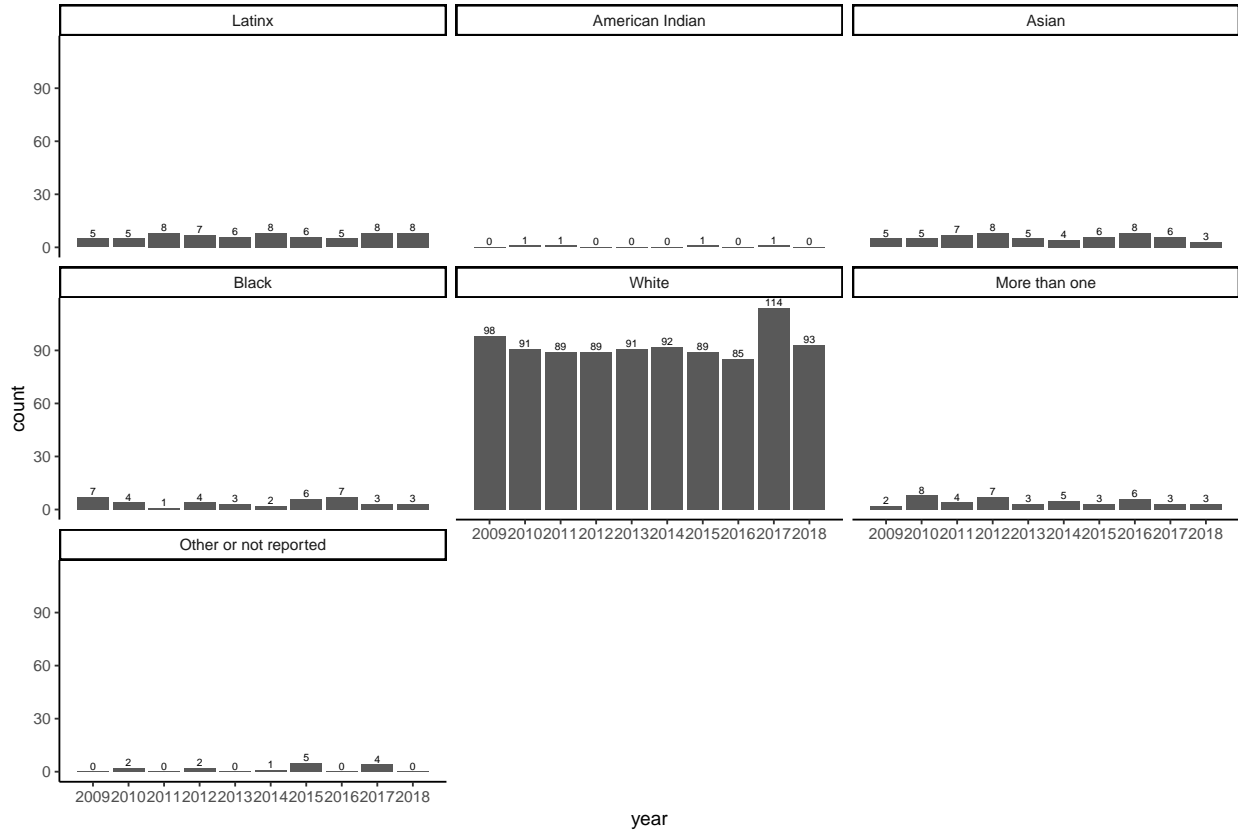 Latinx American Indian Asian
90
60
30
0
5 5 8 7 6 8 6 5 8 8
0 1 1 0 0 0 1 0 1 0
5 5 7 8 5 4 6 8 6 3
Black White More than one
count
90
60
30
0
7 4 1 4 3 2 6 7 3 3
98 91 89 89 91 92 89 85 114 93
2 8 4 7 3 5 3 6 3 3
2009 2010 2011 2012 2013 2014 2015 2016 2017 2018
2009 2010 2011 2012 2013 2014 2015 2016 2017 2018
Other or not reported
90
60
30
0
0 2 0 2 0 1 5 0 4 0
2009 2010 2011 2012 2013 2014 2015 2016 2017 2018
year